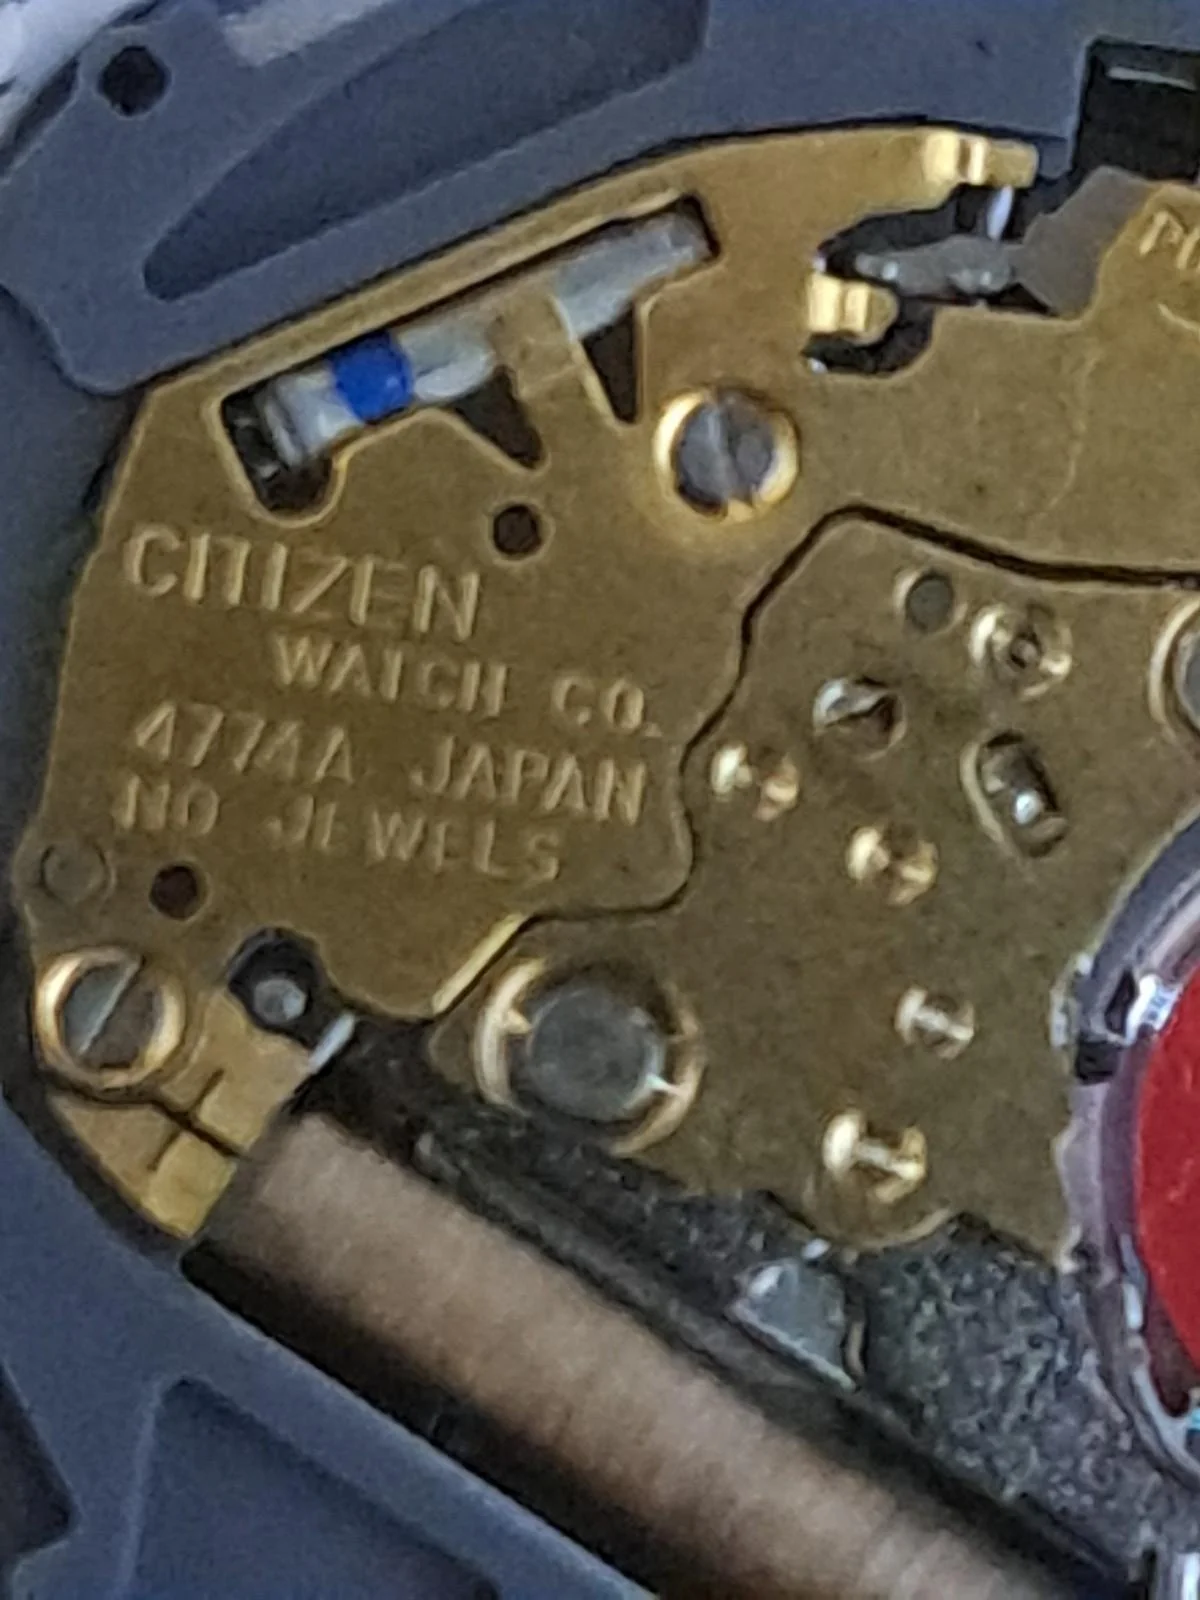 CITIZEN
WATCH CO.
4774A JAPAN
NO JEWELS